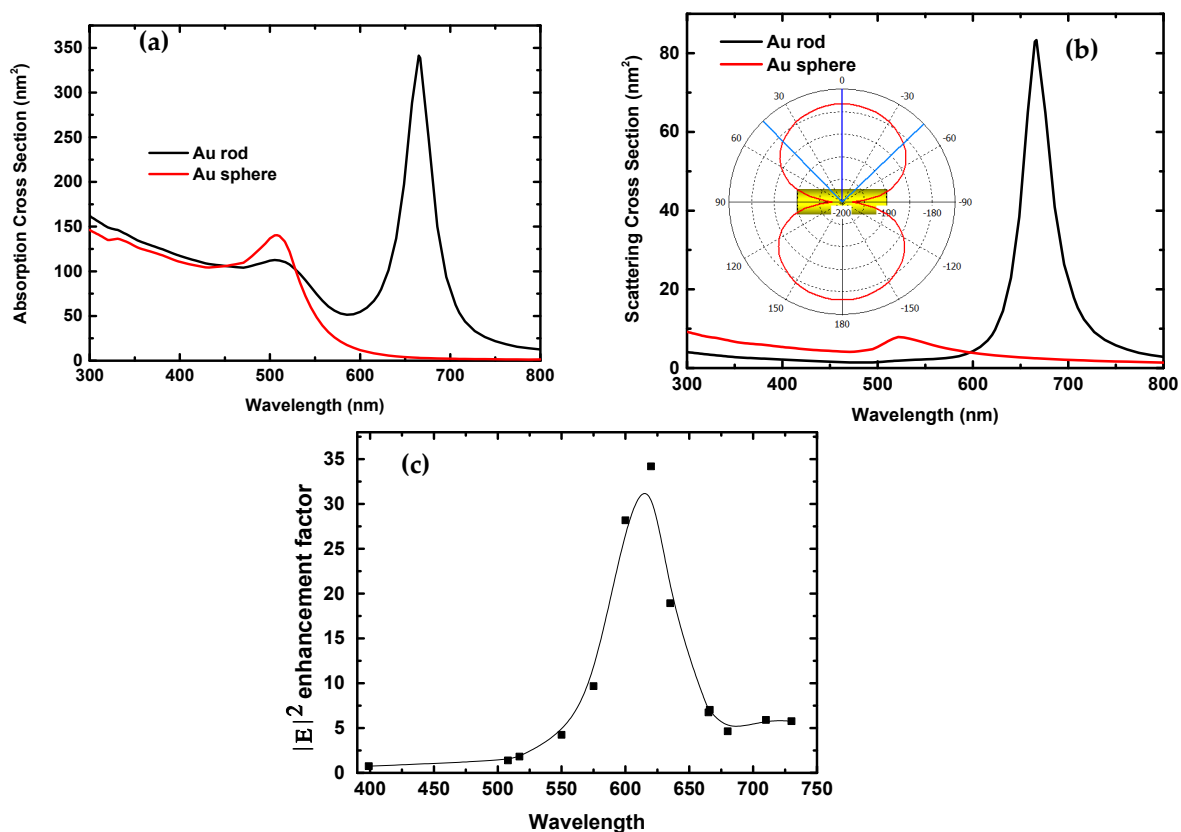 (a)
Absorption Cross Section (nm²)
350
300
250
200
150
100
50
0
Au rod
Au sphere
300 400 500 600 700 800
Wavelength (nm)
(b)
Scattering Cross Section (nm²)
80
60
40
20
0
Au rod
Au sphere
0
30 -30
60 -60
90 -200 -190 -180 -90
120 -120
150 -150
180
300 400 500 600 700 800
Wavelength (nm)
(c)
|E|² enhancement factor
35
30
25
20
15
10
5
0
400 450 500 550 600 650 700 750
Wavelength